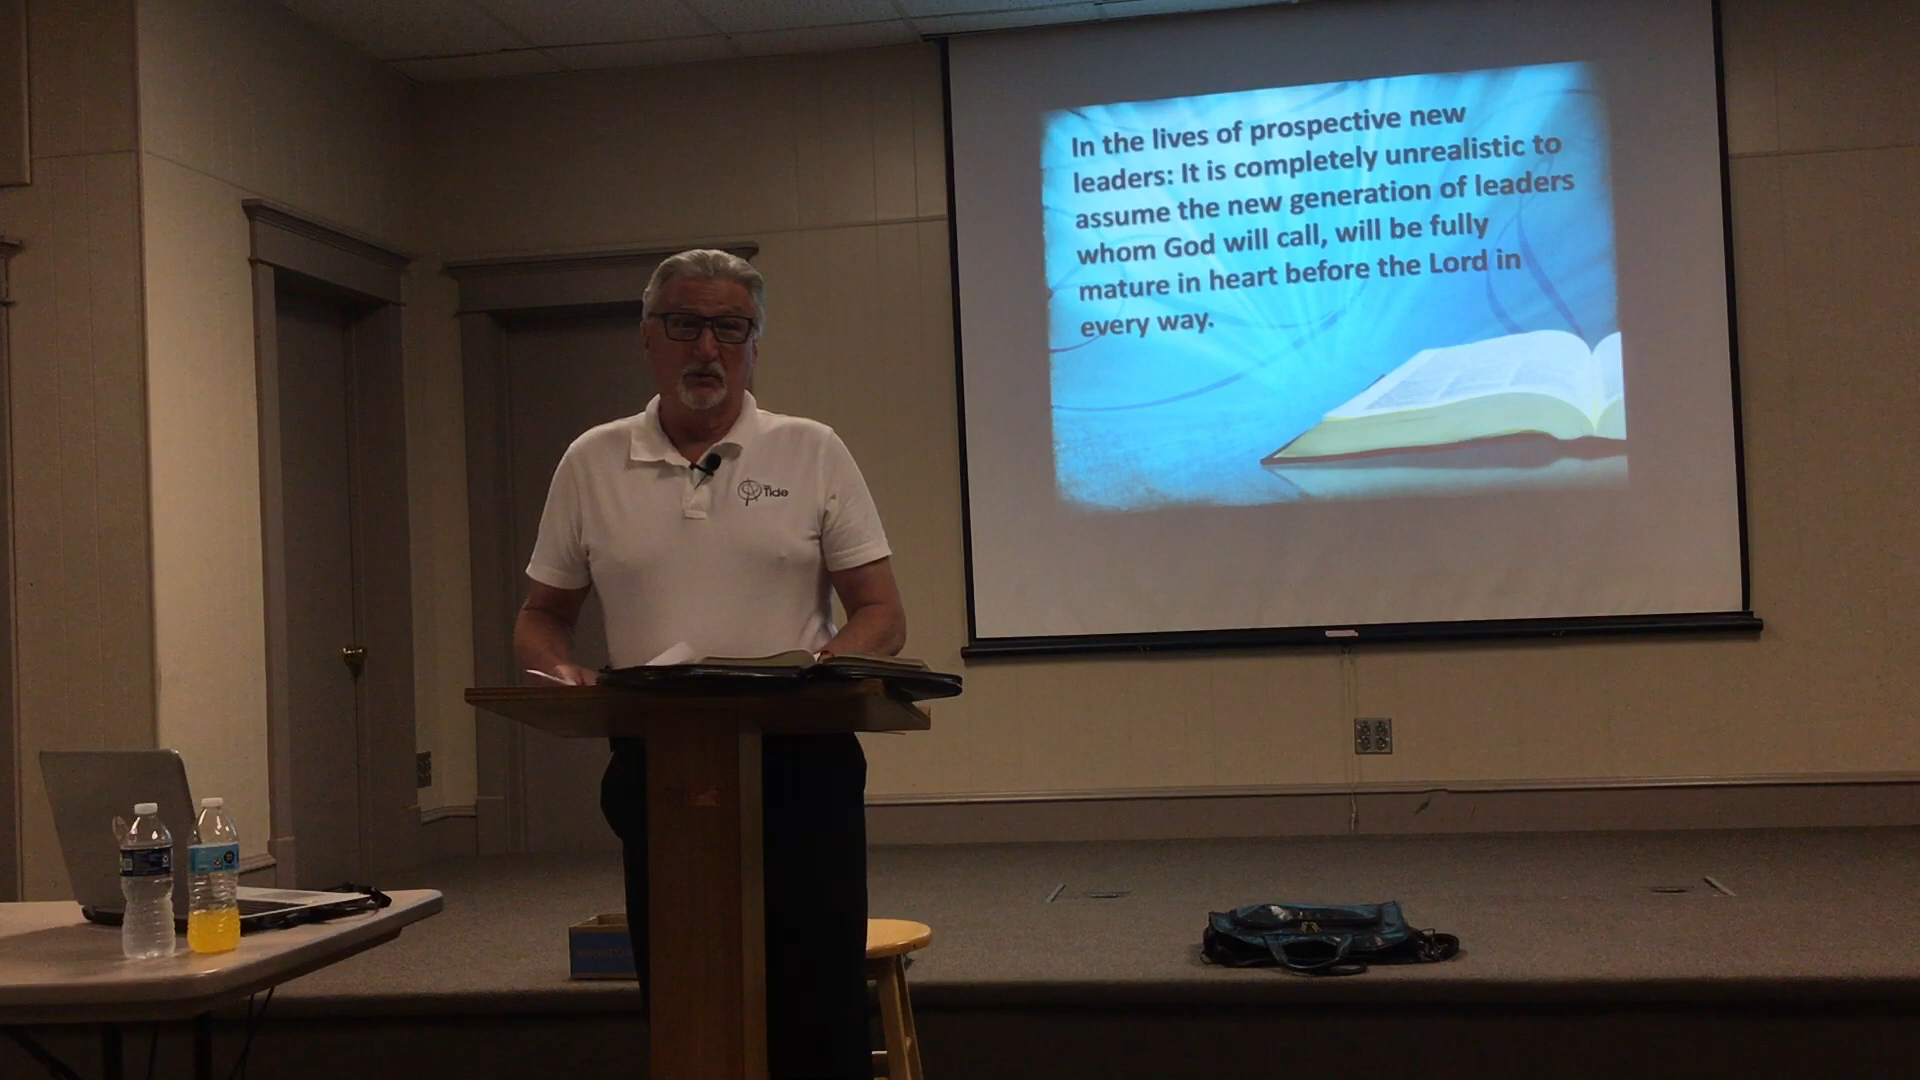 In the lives of prospective new
leaders: It is completely unrealistic to
assume the new generation of leaders
whom God will call, will be fully
mature in heart before the Lord in
every way.
Tide